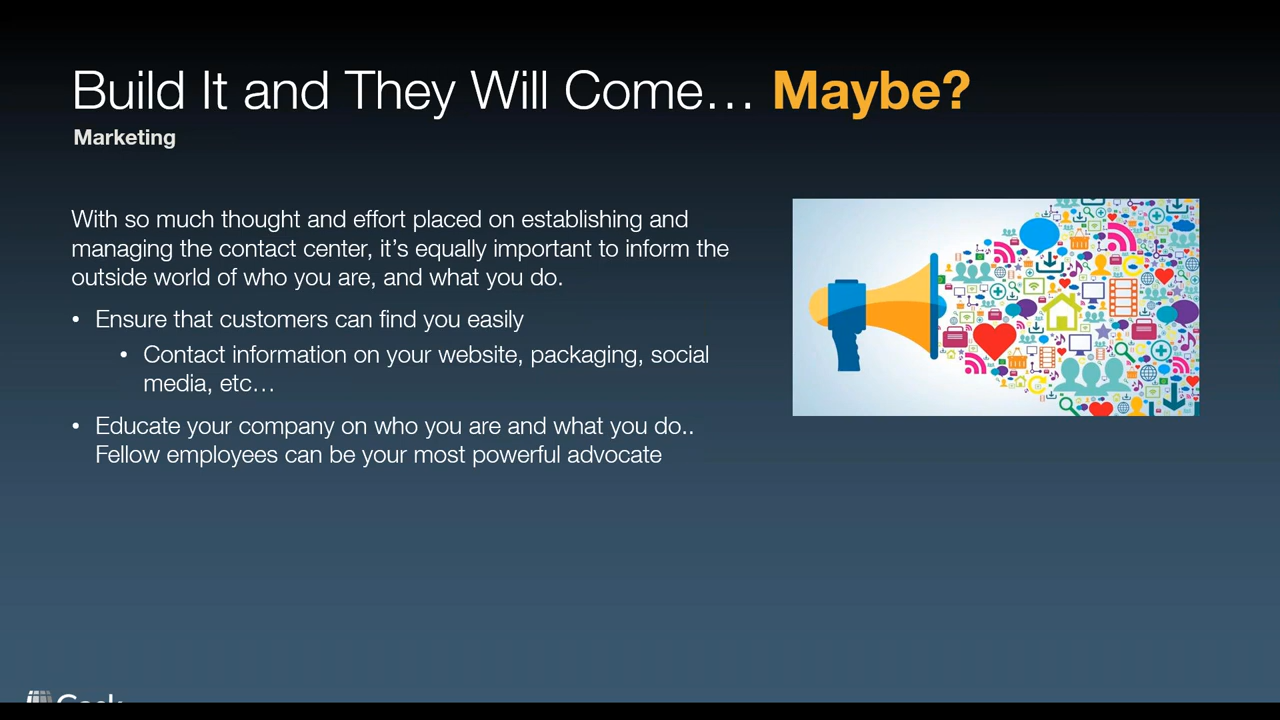 Build It and They Will Come… Maybe?
Marketing
With so much thought and effort placed on establishing and
managing the contact center, it's equally important to inform the
outside world of who you are, and what you do.
• Ensure that customers can find you easily
• Contact information on your website, packaging, social
media, etc…
• Educate your company on who you are and what you do..
Fellow employees can be your most powerful advocate